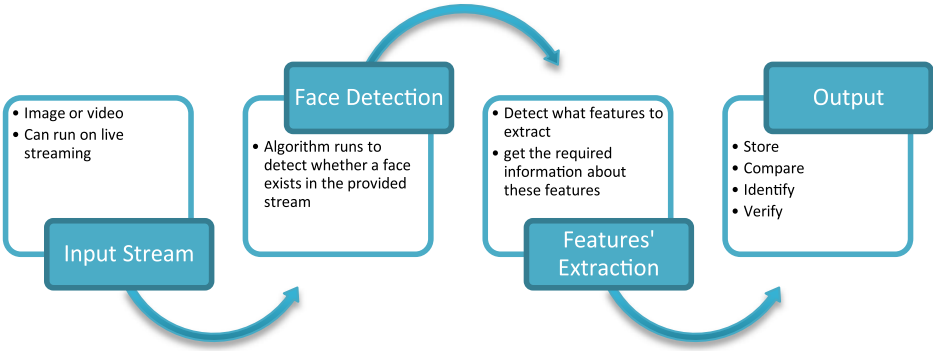 • Image or video
• Can run on live
streaming
Input Stream
Face Detection
• Algorithm runs to
detect whether a face
exists in the provided
stream
• Detect what features to
extract
• get the required
information about
these features
Features'
Extraction
Output
• Store
• Compare
• Identify
• Verify